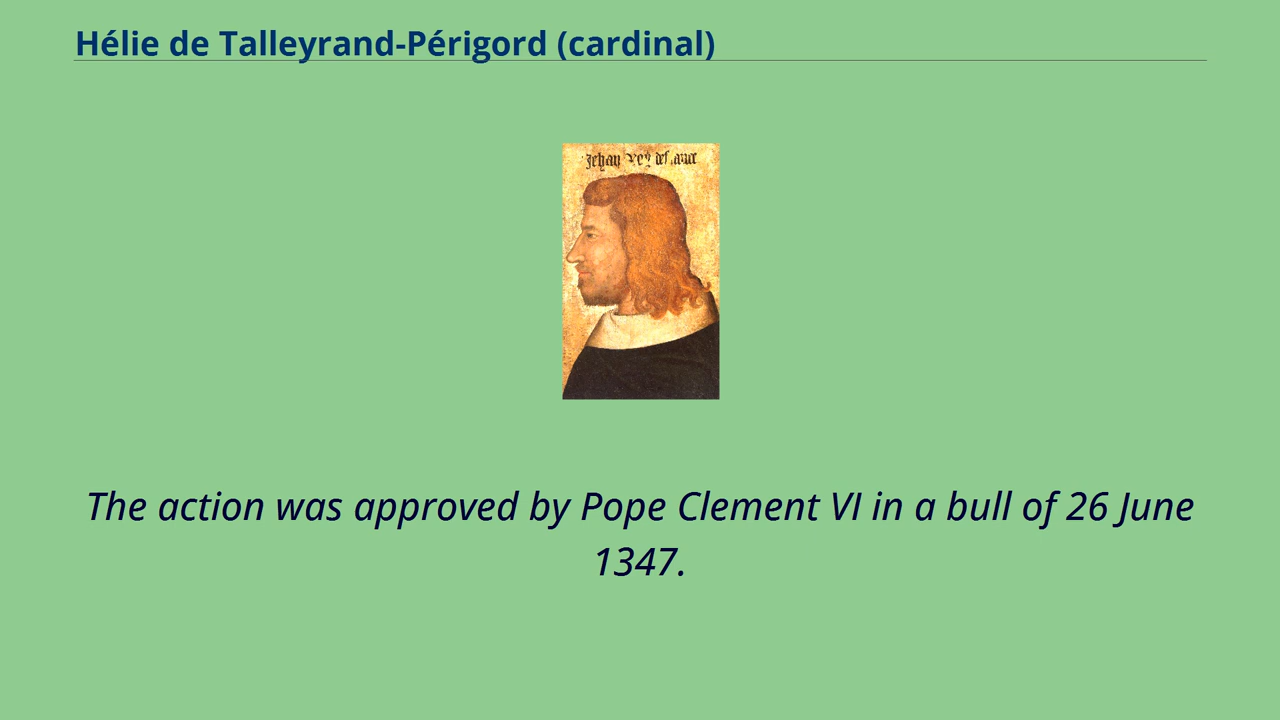 Hélie de Talleyrand-Périgord (cardinal)
Jehan Roy de france
The action was approved by Pope Clement VI in a bull of 26 June
1347.